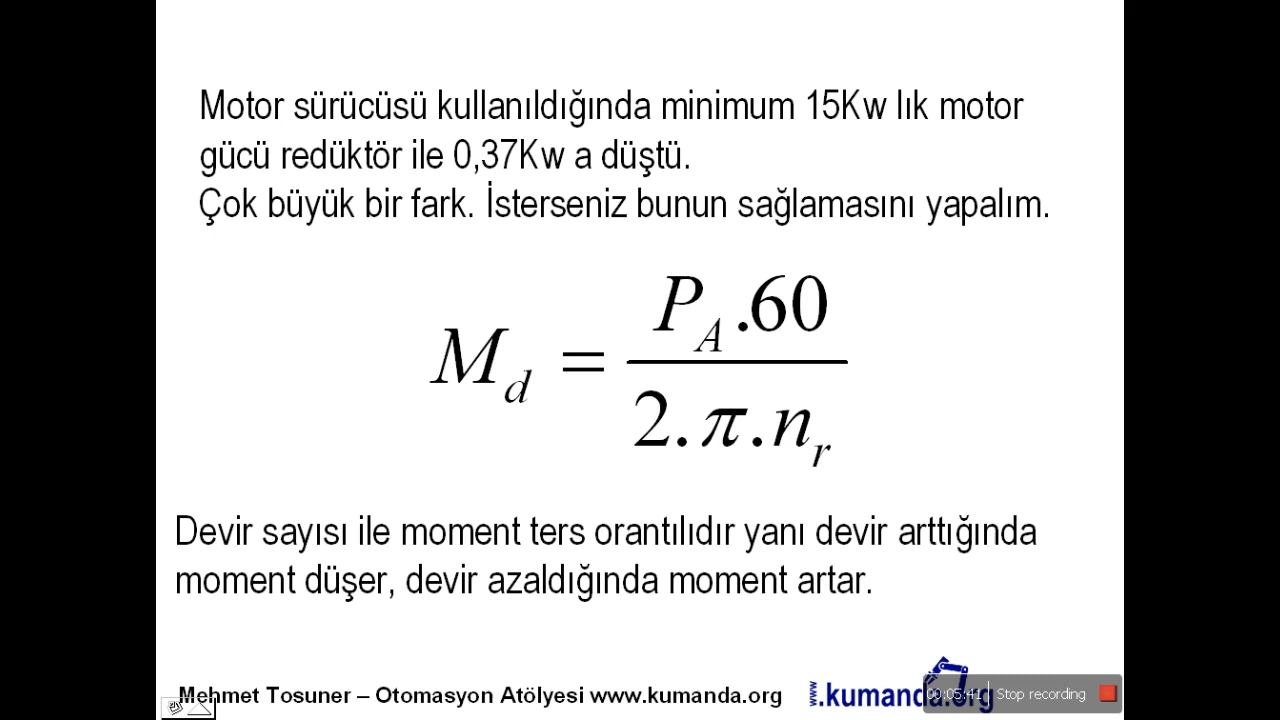 Motor sürücüsü kullanıldığında minimum 15Kw lık motor
gücü redüktör ile 0,37Kw a düştü.
Çok büyük bir fark. İsterseniz bunun sağlamasını yapalım.
M_d = P_A.60 / 2.π.n_r
Devir sayısı ile moment ters orantılıdır yanı devir arttığında
moment düşer, devir azaldığında moment artar.
Mehmet Tosuner – Otomasyon Atölyesi www.kumanda.org
www.kumanda.org
00:05:41 Stop recording